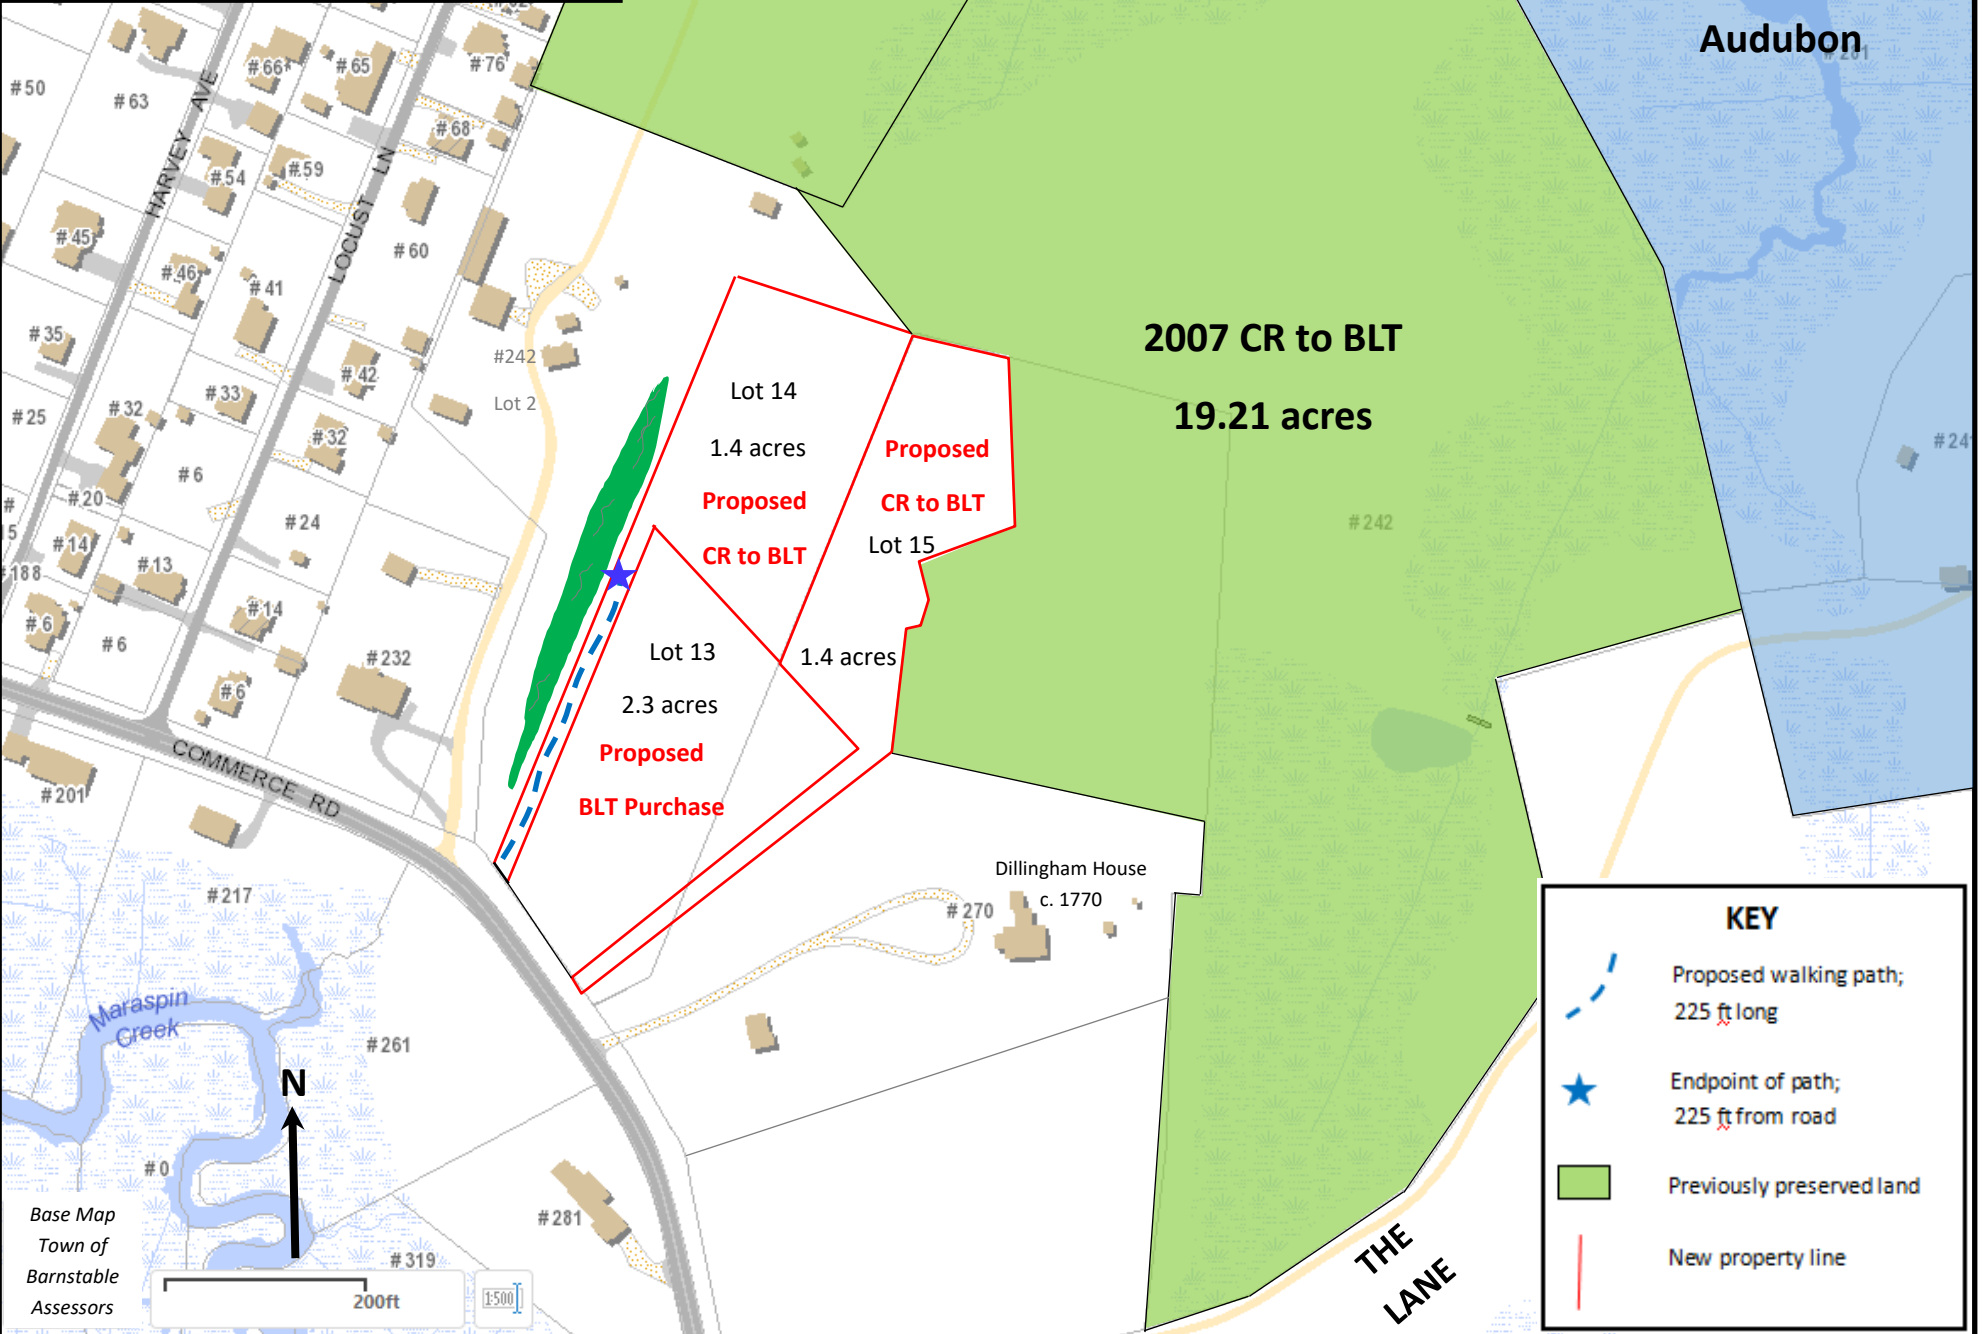 Audubon
# 201
# 50
# 63
# 66
# 65
# 76
# 68
HARVEY AVE
# 54
# 59
LOCUST LN
# 45
# 46
# 41
# 60
# 35
# 33
# 42
#242
Lot 2
# 25
# 32
# 32
# 6
# 20
# 24
#
15
# 14
# 13
# 188
# 6
# 6
# 14
# 6
# 232
COMMERCE RD
# 201
# 217
Maraspin
Creek
# 261
# 0
# 281
# 319
Lot 14
1.4 acres
Proposed
CR to BLT
Proposed
CR to BLT
Lot 15
1.4 acres
Lot 13
2.3 acres
Proposed
BLT Purchase
2007 CR to BLT
19.21 acres
# 242
# 241
Dillingham House
c. 1770
# 270
THE
LANE
N
Base Map
Town of
Barnstable
Assessors
200ft
1:500
KEY
Proposed walking path;
225 ft long
Endpoint of path;
225 ft from road
Previously preserved land
New property line